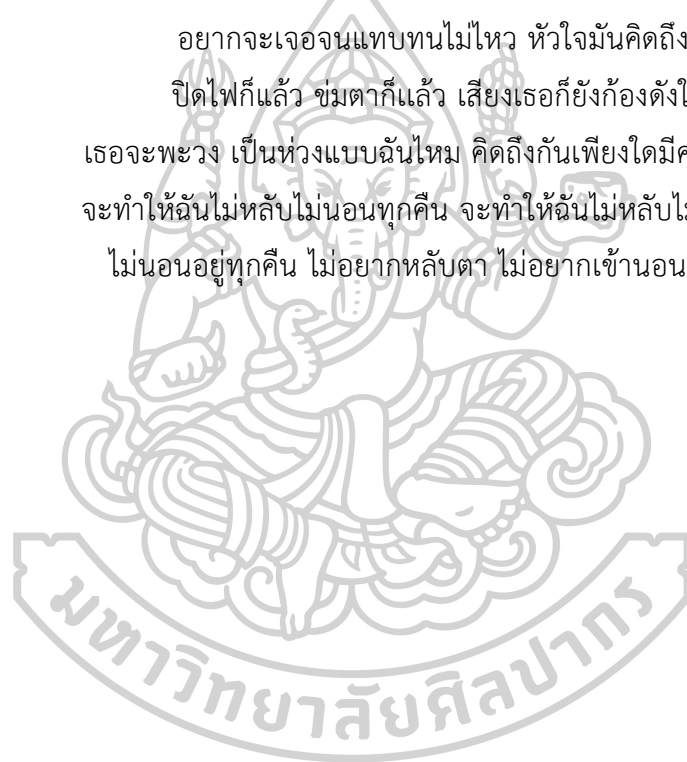 อยากจะเจอจนแทบทนไม่ไหว หัวใจมันคิดถึง
ปิดไฟก็แล้ว ข่มตาก็แล้ว เสียงเธอก็ยังก้องดังใ
เธอจะพะวง เป็นห่วงแบบฉันไหม คิดถึงกันเพียงใดมีค
จะทำให้ฉันไม่หลับไม่นอนทุกคืน จะทำให้ฉันไม่หลับไม
ไม่นอนอยู่ทุกคืน ไม่อยากหลับตา ไม่อยากเข้านอน
มหาวิทยาลัยศิลปากร